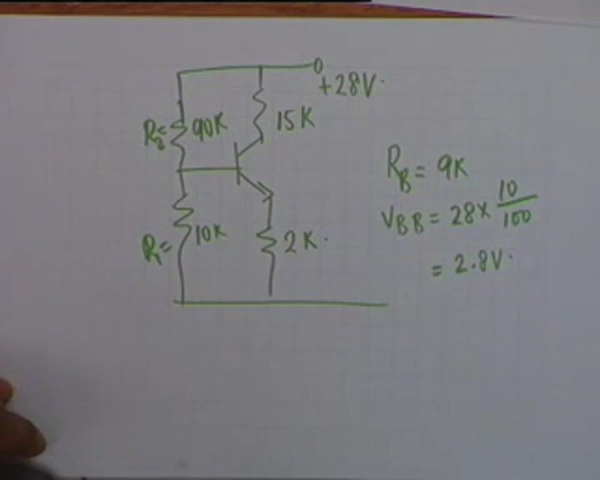 +28V.
R2= 90K 15K
R1= 10K 2K.
RB = 9K
VBB = 28 x 10/100
= 2.8V.